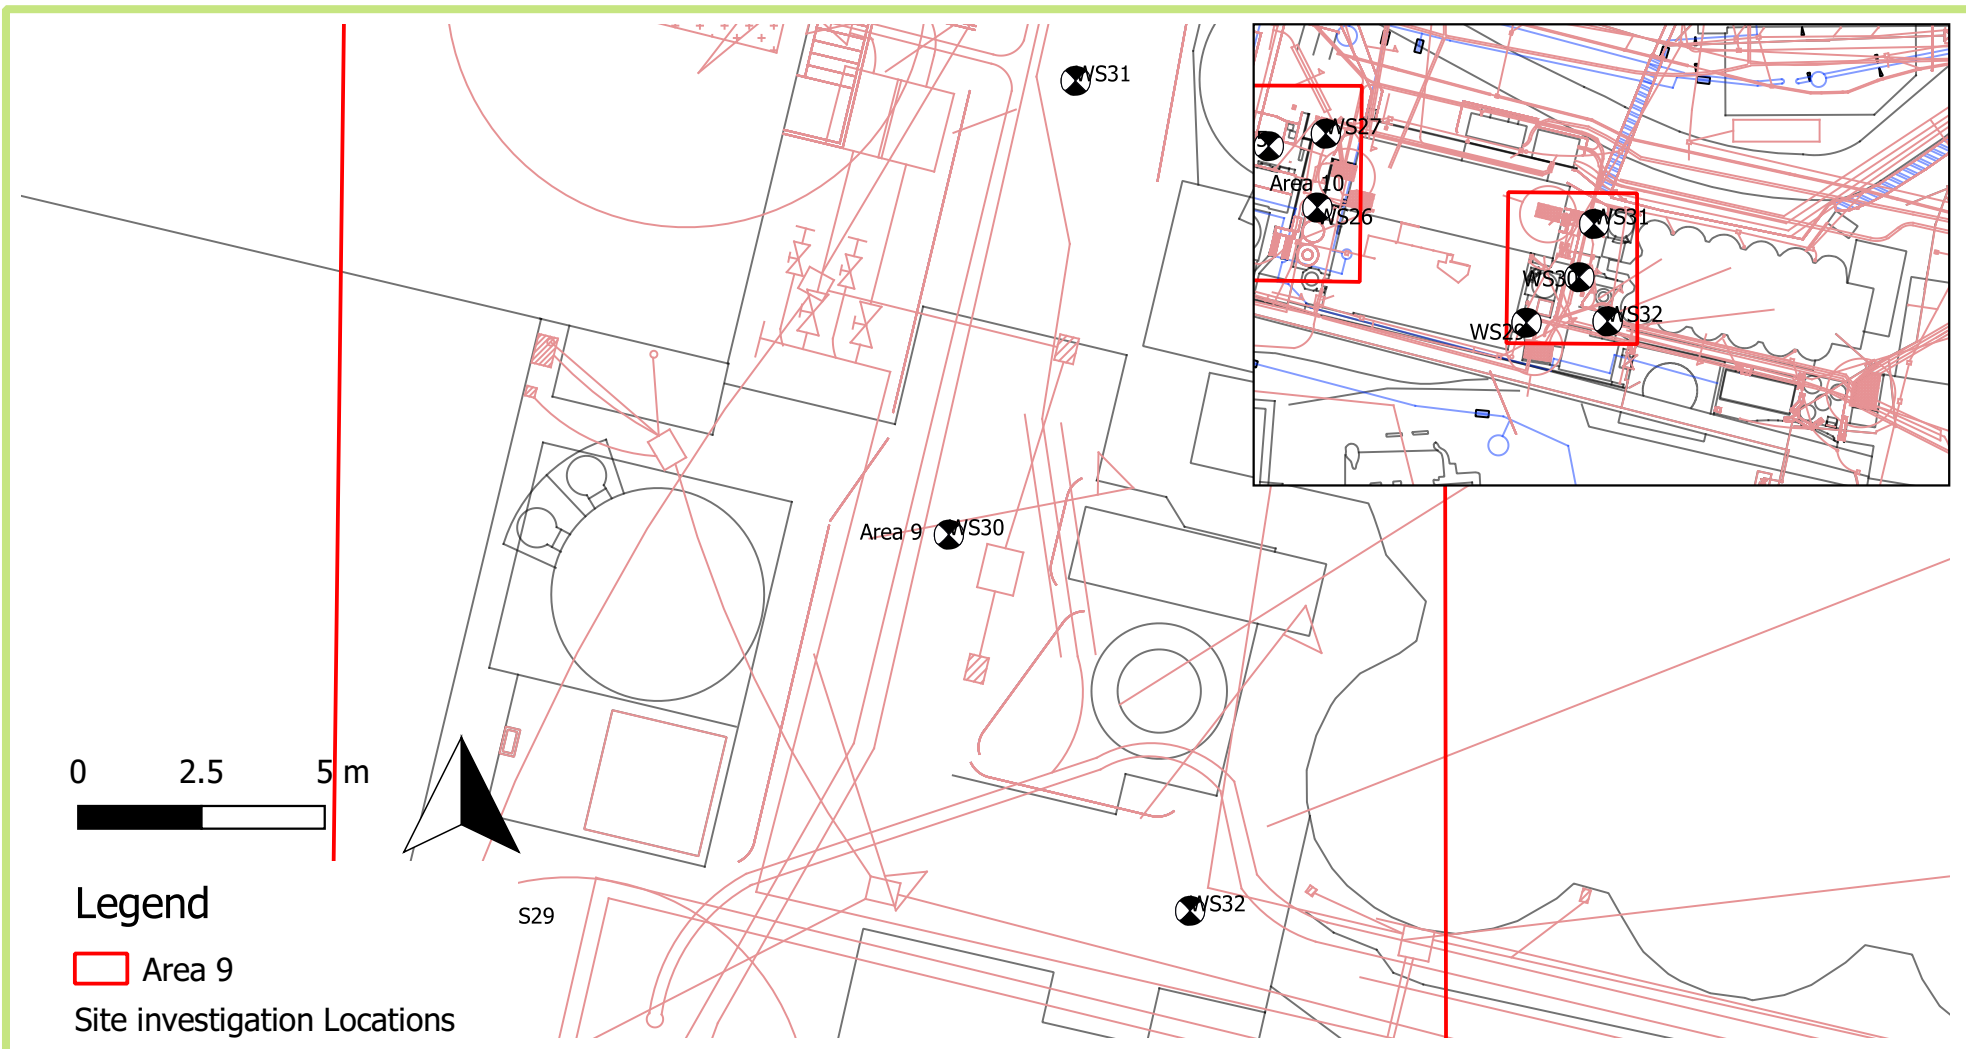 WS31
WS27
S
Area 10
WS26
WS31
WS30
WS32
WS29
Area 9
WS30
0 2.5 5 m
Legend
S29
WS32
Area 9
Site investigation Locations